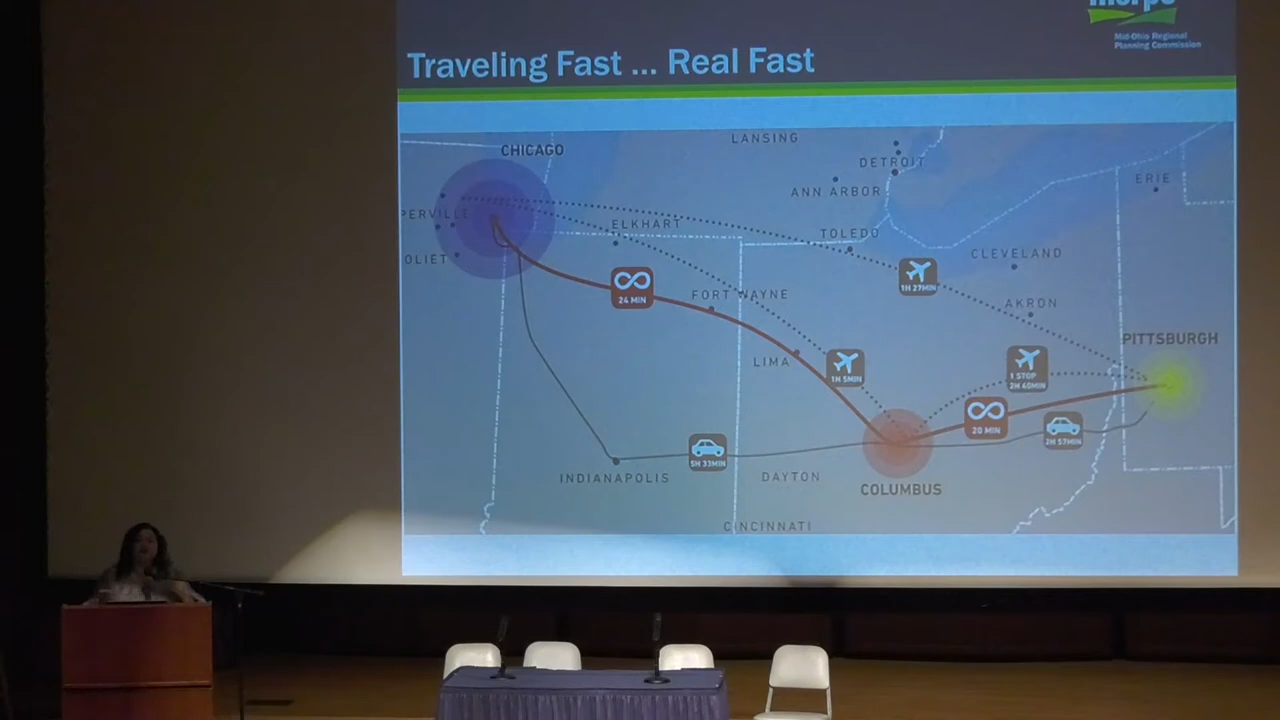 morpc
Mid-Ohio Regional
Planning Commission
Traveling Fast ... Real Fast
LANSING
CHICAGO
DETROIT
ANN ARBOR
ERIE
PERVILLE
ELKHART
TOLEDO
CLEVELAND
OLIET
1H 27MIN
24 MIN
FORT WAYNE
AKRON
PITTSBURGH
LIMA
1H 5MIN
1 STOP
2H 40MIN
20 MIN
2H 57MIN
5H 33MIN
INDIANAPOLIS
DAYTON
COLUMBUS
CINCINNATI